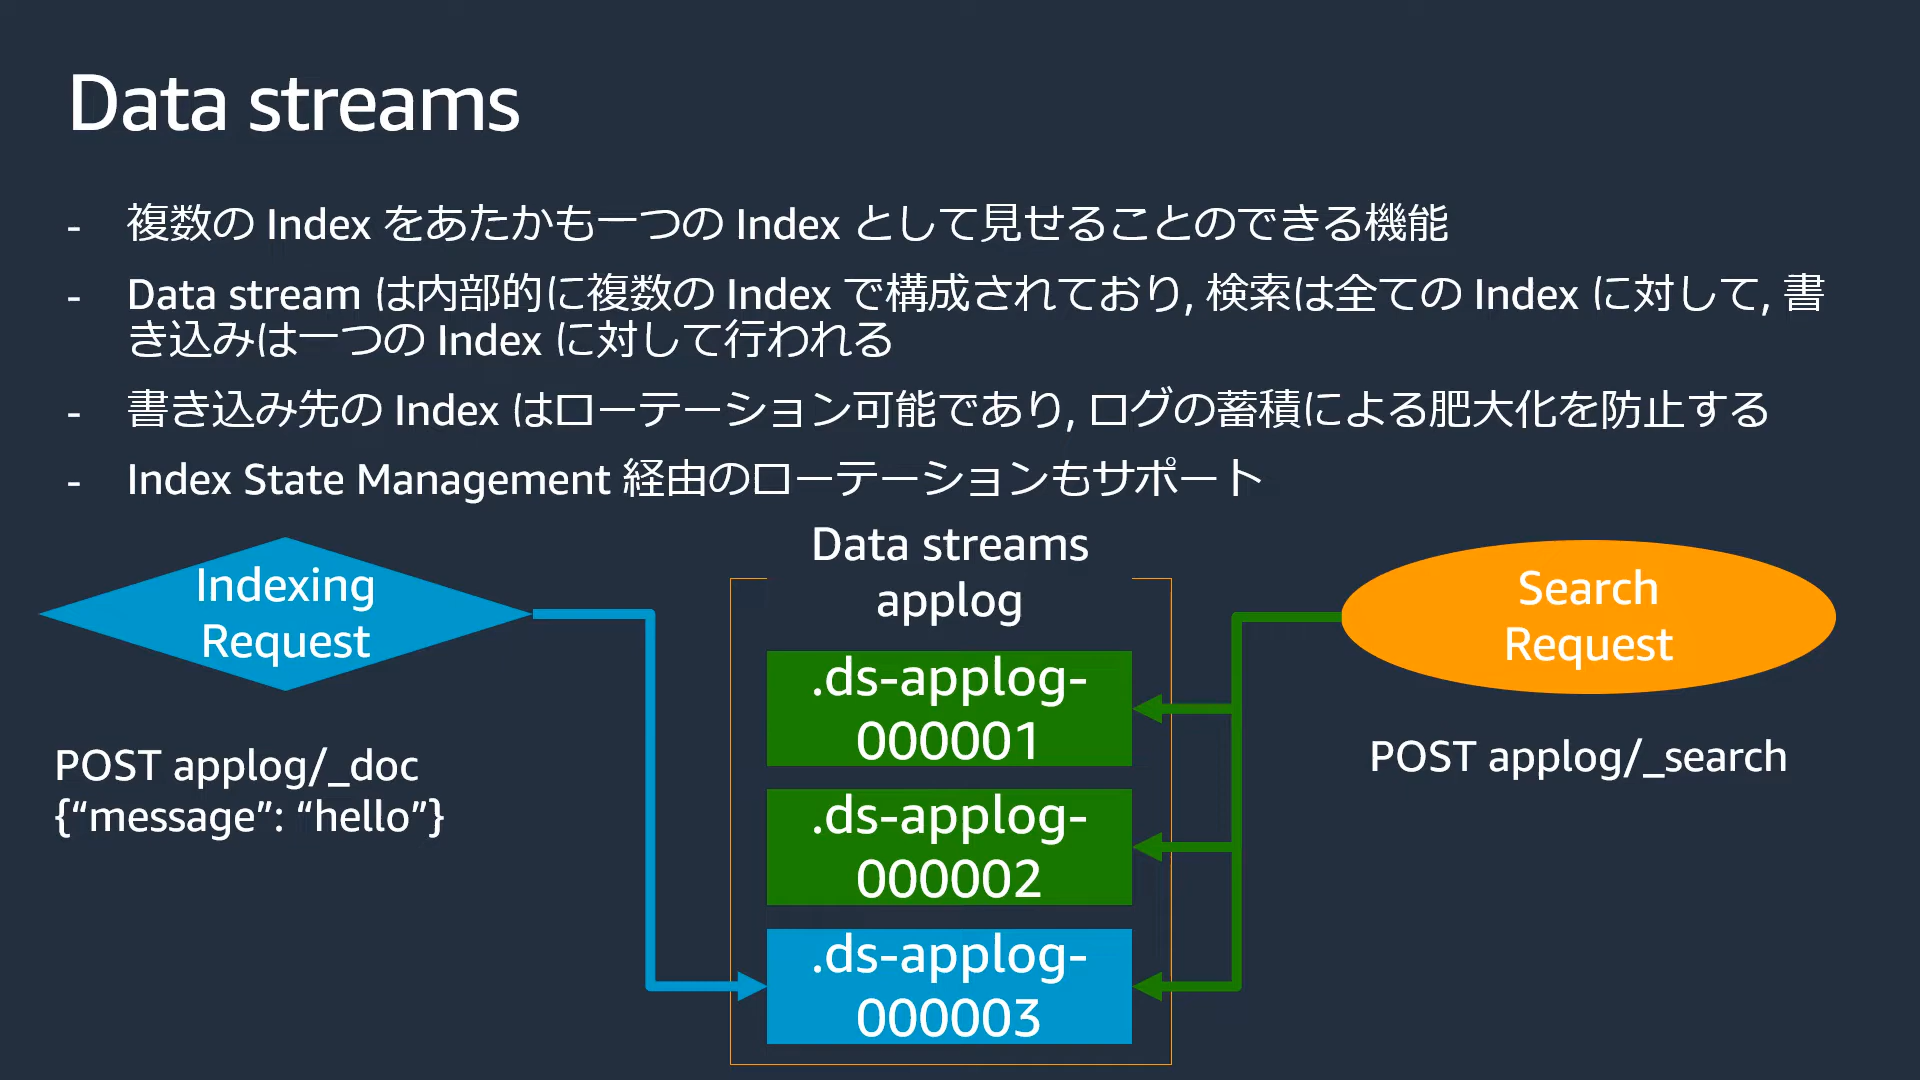 Data streams
- 複数の Index をあたかも一つの Index として見せることのできる機能
- Data stream は内部的に複数の Index で構成されており, 検索は全ての Index に対して, 書
き込みは一つの Index に対して行われる
- 書き込み先の Index はローテーション可能であり, ログの蓄積による肥大化を防止する
- Index State Management 経由のローテーションもサポート
Indexing
Request
POST applog/_doc
{“message”: “hello”}
Data streams
applog
.ds-applog-
000001
.ds-applog-
000002
.ds-applog-
000003
Search
Request
POST applog/_search